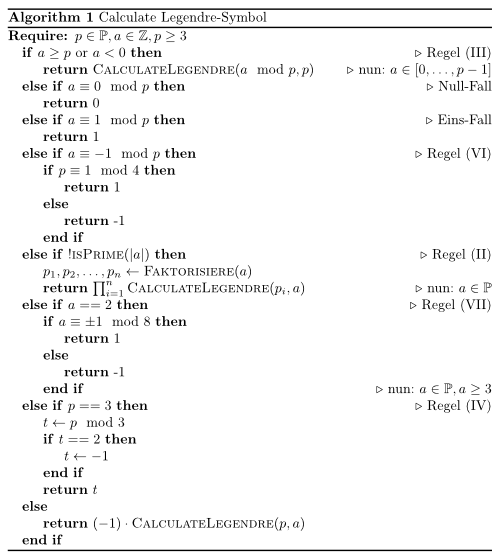 Algorithm 1 Calculate Legendre-Symbol
Require: p ∈ ℙ, a ∈ ℤ, p ≥ 3
if a ≥ p or a < 0 then ▷ Regel (III)
return CALCULATELEGENDRE(a mod p, p) ▷ nun: a ∈ [0, . . . , p − 1]
else if a ≡ 0 mod p then ▷ Null-Fall
return 0
else if a ≡ 1 mod p then ▷ Eins-Fall
return 1
else if a ≡ −1 mod p then ▷ Regel (VI)
if p ≡ 1 mod 4 then
return 1
else
return -1
end if
else if !ISPRIME(|a|) then ▷ Regel (II)
p₁, p₂, . . . , pₙ ← FAKTORISIERE(a)
return ∏ⁿᵢ₌₁ CALCULATELEGENDRE(pᵢ, a) ▷ nun: a ∈ ℙ
else if a == 2 then ▷ Regel (VII)
if a ≡ ±1 mod 8 then
return 1
else
return -1
end if ▷ nun: a ∈ ℙ, a ≥ 3
else if p == 3 then ▷ Regel (IV)
t ← p mod 3
if t == 2 then
t ← −1
end if
return t
else
return (−1) · CALCULATELEGENDRE(p, a)
end if